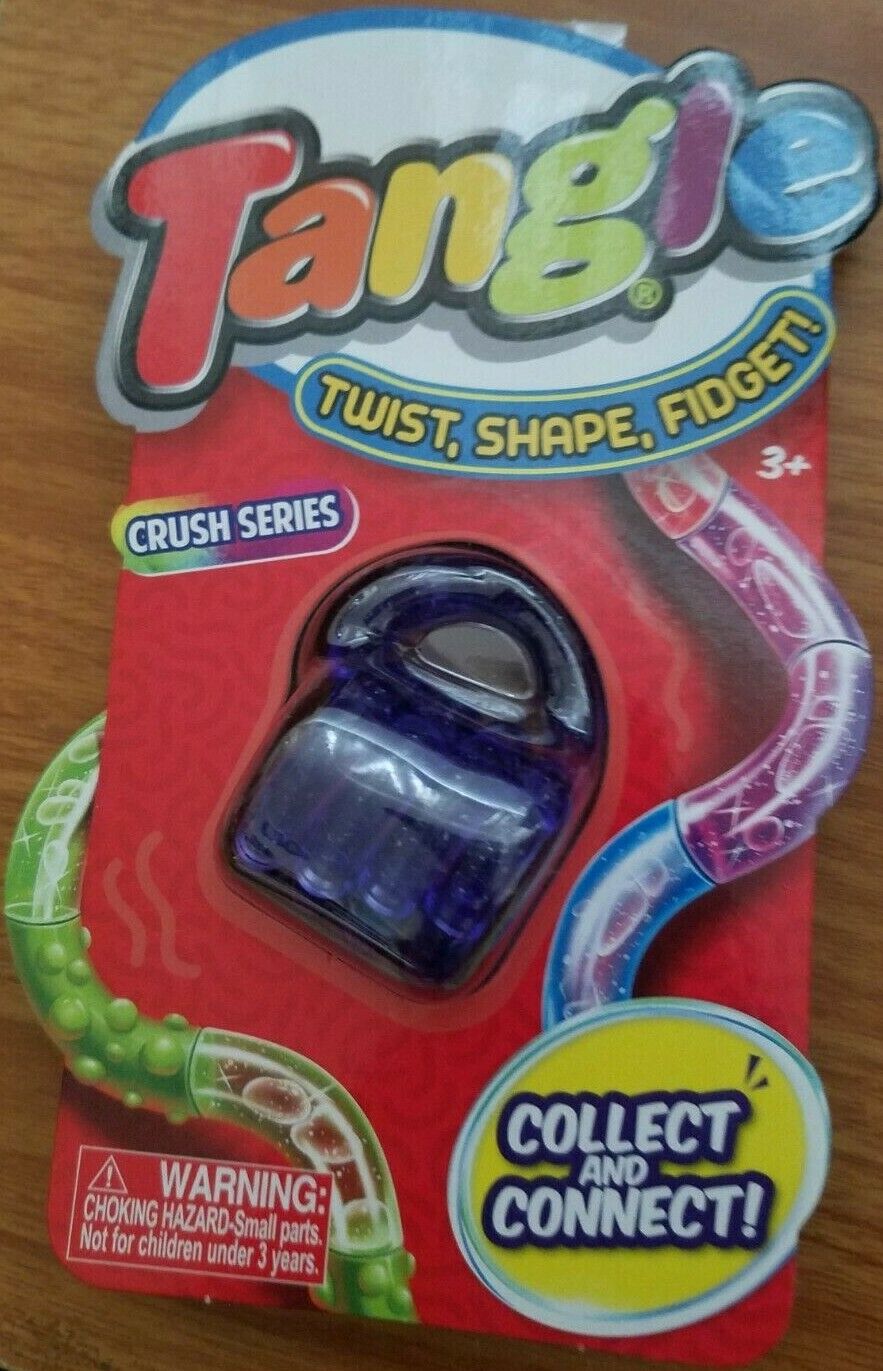 Tangle®
TWIST, SHAPE, FIDGET!
3+
CRUSH SERIES
COLLECT
AND
CONNECT!
WARNING:
CHOKING HAZARD-Small parts.
Not for children under 3 years.